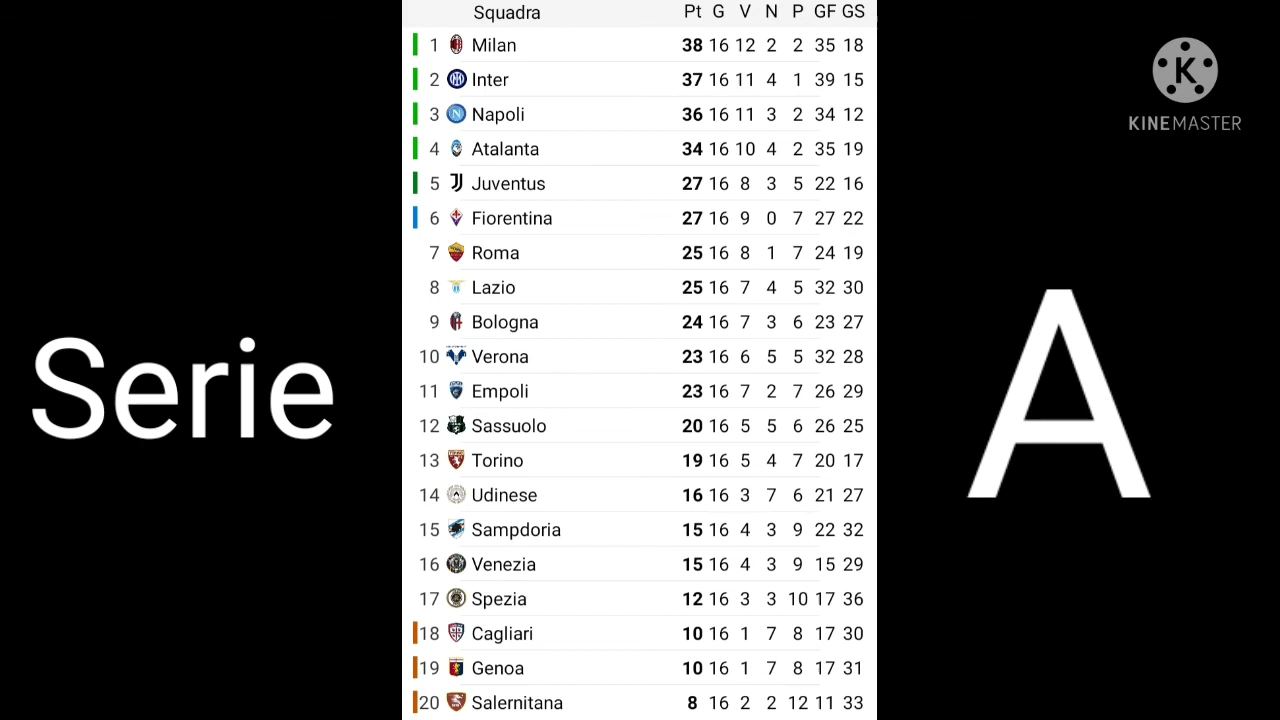 Squadra Pt G V N P GF GS
1 Milan 38 16 12 2 2 35 18
2 Inter 37 16 11 4 1 39 15
3 Napoli 36 16 11 3 2 34 12
4 Atalanta 34 16 10 4 2 35 19
5 Juventus 27 16 8 3 5 22 16
6 Fiorentina 27 16 9 0 7 27 22
7 Roma 25 16 8 1 7 24 19
8 Lazio 25 16 7 4 5 32 30
9 Bologna 24 16 7 3 6 23 27
10 Verona 23 16 6 5 5 32 28
11 Empoli 23 16 7 2 7 26 29
12 Sassuolo 20 16 5 5 6 26 25
13 Torino 19 16 5 4 7 20 17
14 Udinese 16 16 3 7 6 21 27
15 Sampdoria 15 16 4 3 9 22 32
16 Venezia 15 16 4 3 9 15 29
17 Spezia 12 16 3 3 10 17 36
18 Cagliari 10 16 1 7 8 17 30
19 Genoa 10 16 1 7 8 17 31
20 Salernitana 8 16 2 2 12 11 33
Serie A
K
KINEMASTER